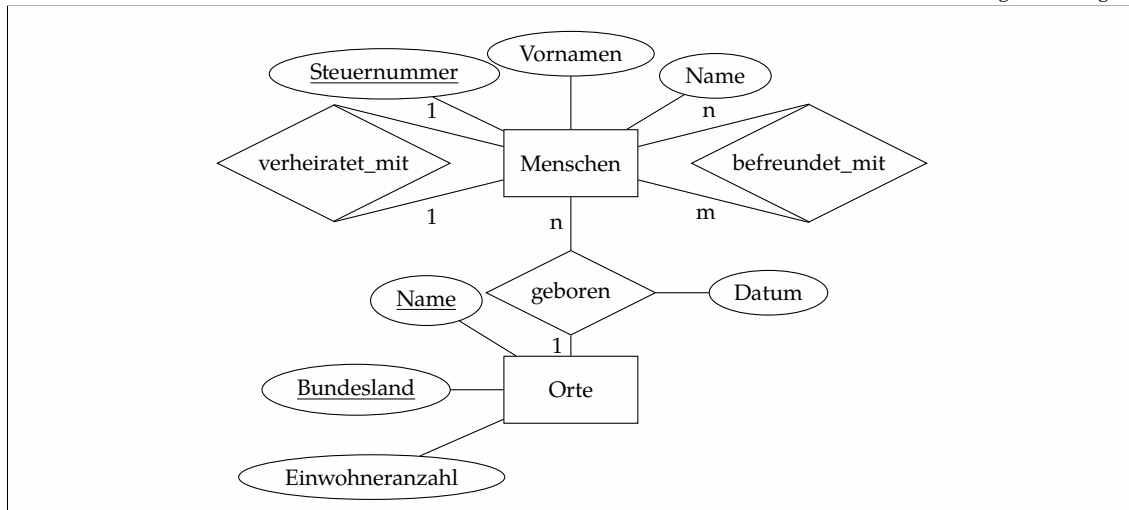 Vornamen
Steuernummer
Name
1
n
verheiratet_mit
Menschen
befreundet_mit
1
n
m
Name
geboren
Datum
1
Bundesland
Orte
Einwohneranzahl